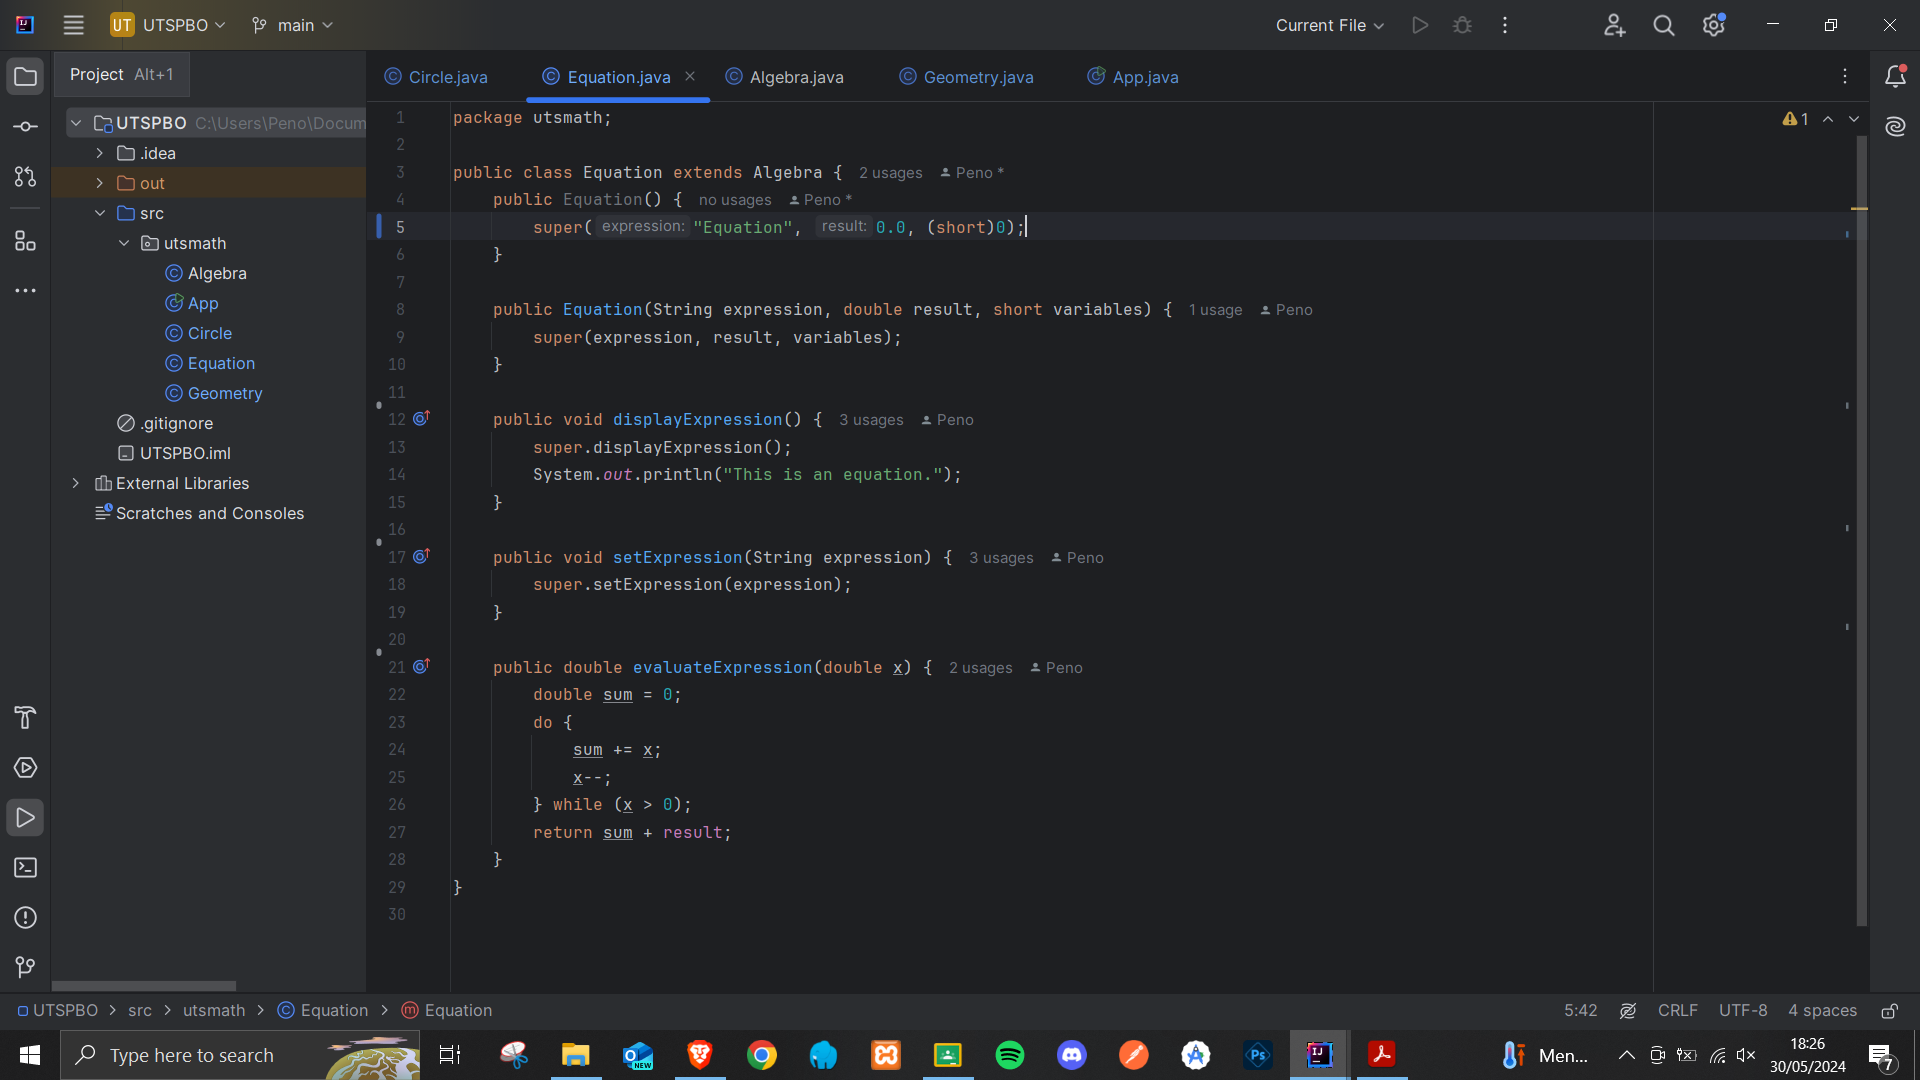 UT UTSPBO main Current File
Project Alt+1
Circle.java Equation.java Algebra.java Geometry.java App.java
UTSPBO C:\Users\Peno\Docum
.idea
out
src
utsmath
Algebra
App
Circle
Equation
Geometry
.gitignore
UTSPBO.iml
External Libraries
Scratches and Consoles
1 package utsmath;
2
3 public class Equation extends Algebra { 2 usages Peno *
4 public Equation() { no usages Peno *
5 super( expression: "Equation", result: 0.0, (short)0);
6 }
7
8 public Equation(String expression, double result, short variables) { 1 usage Peno
9 super(expression, result, variables);
10 }
11
12 public void displayExpression() { 3 usages Peno
13 super.displayExpression();
14 System.out.println("This is an equation.");
15 }
16
17 public void setExpression(String expression) { 3 usages Peno
18 super.setExpression(expression);
19 }
20
21 public double evaluateExpression(double x) { 2 usages Peno
22 double sum = 0;
23 do {
24 sum += x;
25 x--;
26 } while (x > 0);
27 return sum + result;
28 }
29 }
30
1
UTSPBO > src > utsmath > Equation > Equation
5:42 CRLF UTF-8 4 spaces
Type here to search
NEW
Ps
IJ
Men...
18:26
30/05/2024
7